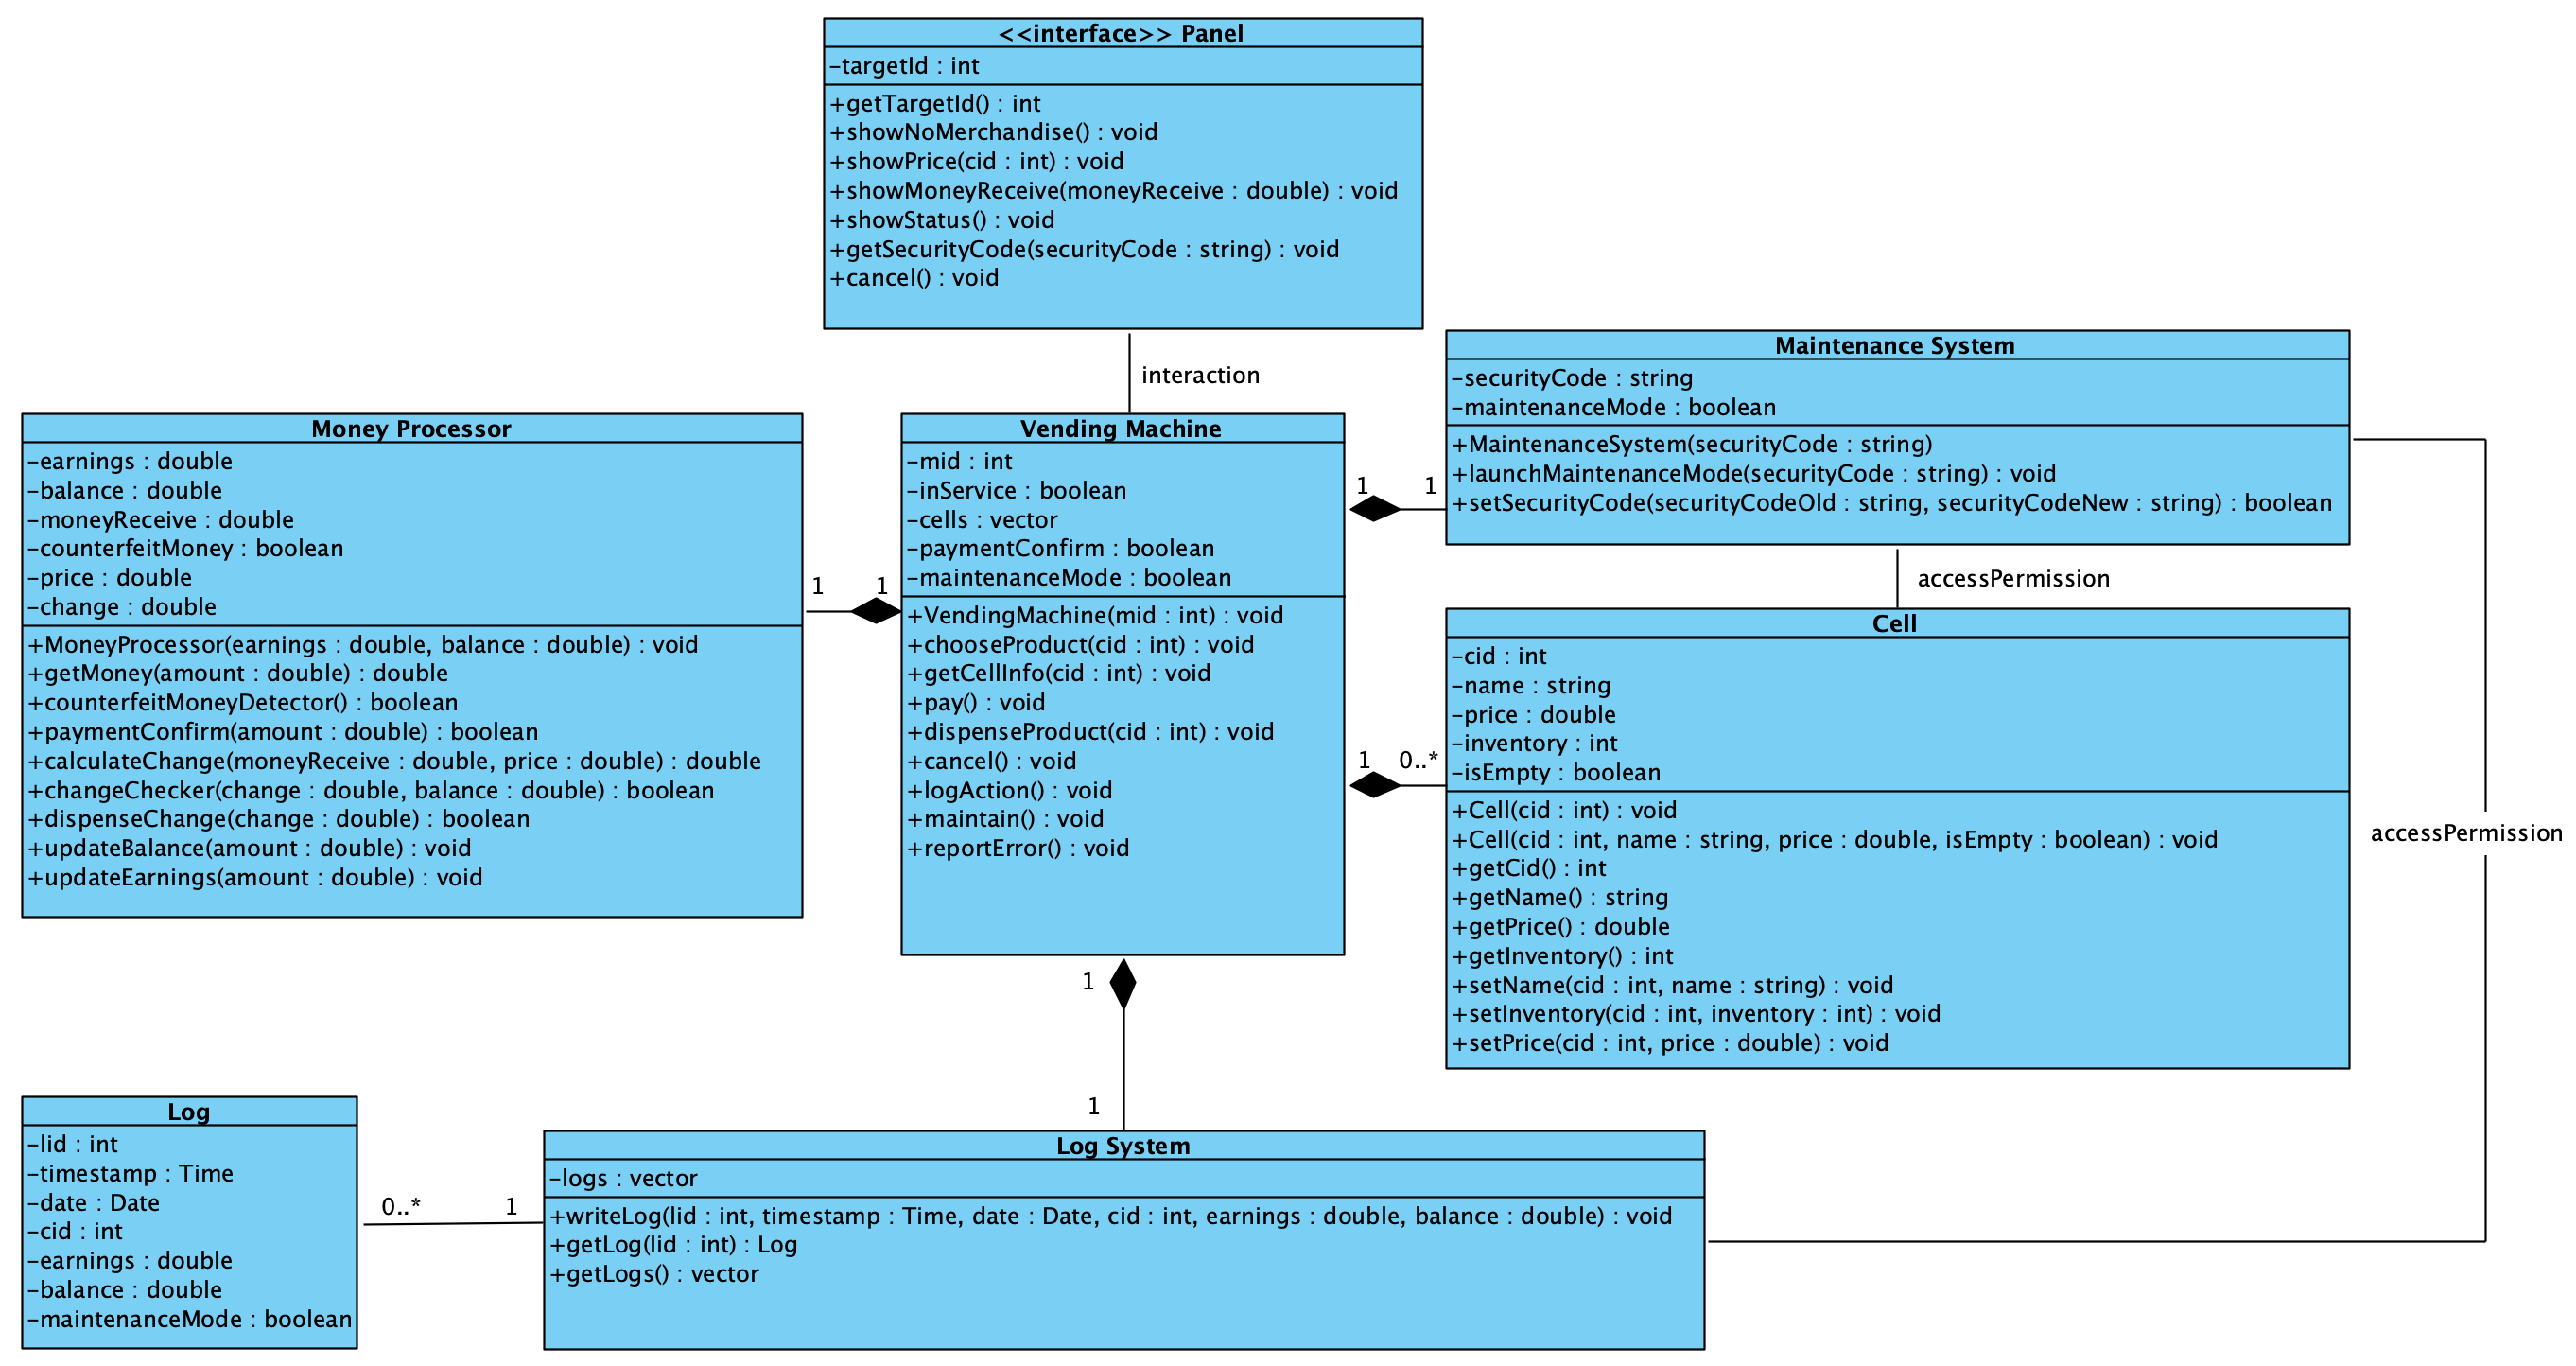 <<interface>> Panel
-targetId : int
+getTargetId() : int
+showNoMerchandise() : void
+showPrice(cid : int) : void
+showMoneyReceive(moneyReceive : double) : void
+showStatus() : void
+getSecurityCode(securityCode : string) : void
+cancel() : void
interaction
Maintenance System
-securityCode : string
-maintenanceMode : boolean
+MaintenanceSystem(securityCode : string)
+launchMaintenanceMode(securityCode : string) : void
+setSecurityCode(securityCodeOld : string, securityCodeNew : string) : boolean
Money Processor
-earnings : double
-balance : double
-moneyReceive : double
-counterfeitMoney : boolean
-price : double
-change : double
+MoneyProcessor(earnings : double, balance : double) : void
+getMoney(amount : double) : double
+counterfeitMoneyDetector() : boolean
+paymentConfirm(amount : double) : boolean
+calculateChange(moneyReceive : double, price : double) : double
+changeChecker(change : double, balance : double) : boolean
+dispenseChange(change : double) : boolean
+updateBalance(amount : double) : void
+updateEarnings(amount : double) : void
1
1
Vending Machine
-mid : int
-inService : boolean
-cells : vector
-paymentConfirm : boolean
-maintenanceMode : boolean
+VendingMachine(mid : int) : void
+chooseProduct(cid : int) : void
+getCellInfo(cid : int) : void
+pay() : void
+dispenseProduct(cid : int) : void
+cancel() : void
+logAction() : void
+maintain() : void
+reportError() : void
1
1
accessPermission
1
0..*
Cell
-cid : int
-name : string
-price : double
-inventory : int
-isEmpty : boolean
+Cell(cid : int) : void
+Cell(cid : int, name : string, price : double, isEmpty : boolean) : void
+getCid() : int
+getName() : string
+getPrice() : double
+getInventory() : int
+setName(cid : int, name : string) : void
+setInventory(cid : int, inventory : int) : void
+setPrice(cid : int, price : double) : void
accessPermission
1
1
Log
-lid : int
-timestamp : Time
-date : Date
-cid : int
-earnings : double
-balance : double
-maintenanceMode : boolean
0..*
1
Log System
-logs : vector
+writeLog(lid : int, timestamp : Time, date : Date, cid : int, earnings : double, balance : double) : void
+getLog(lid : int) : Log
+getLogs() : vector